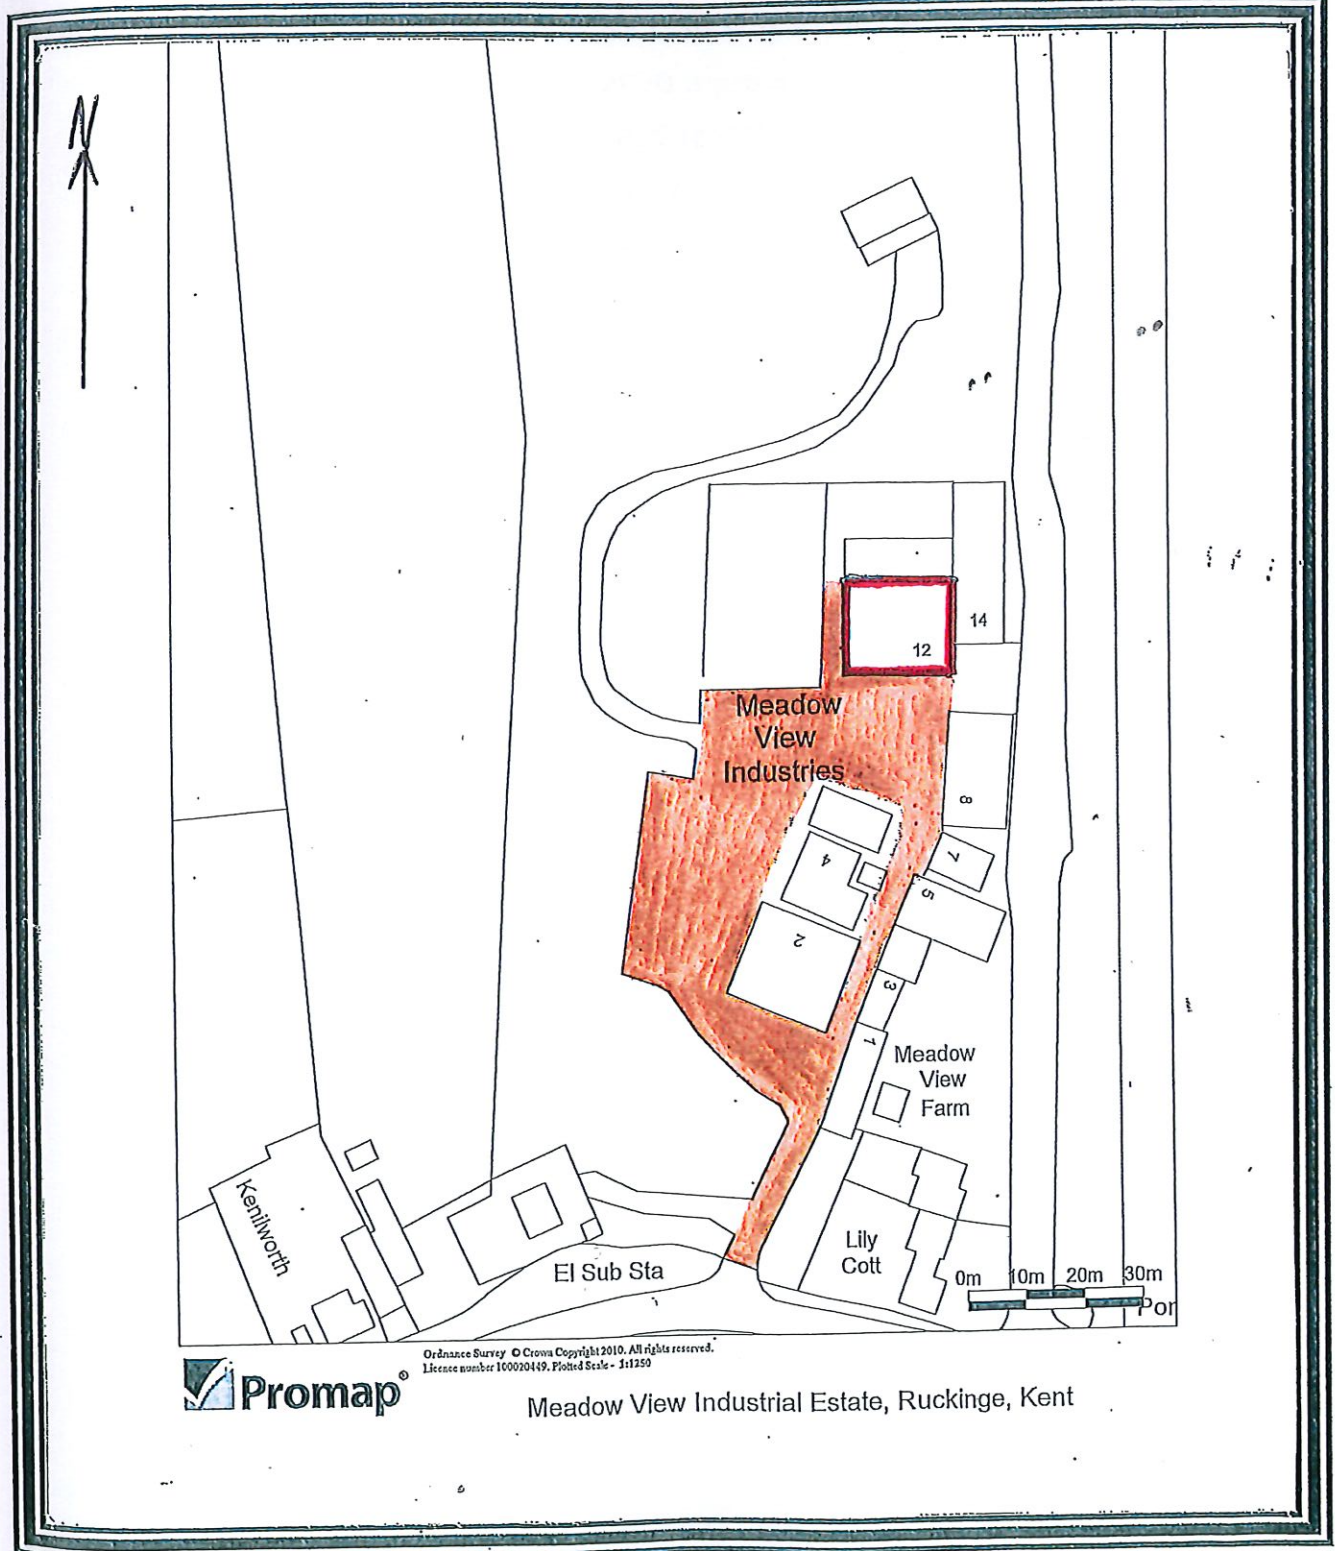 N
14
12
Meadow
View
Industries
8
7
4
5
2
3
1
Meadow
View
Farm
Kenilworth
Lily
Cott
El Sub Sta
0m 10m 20m 30m
Por
Ordnance Survey © Crown Copyright 2010. All rights reserved.
Licence number 100020449. Plotted Scale - 1:1250
Promap®
Meadow View Industrial Estate, Ruckinge, Kent